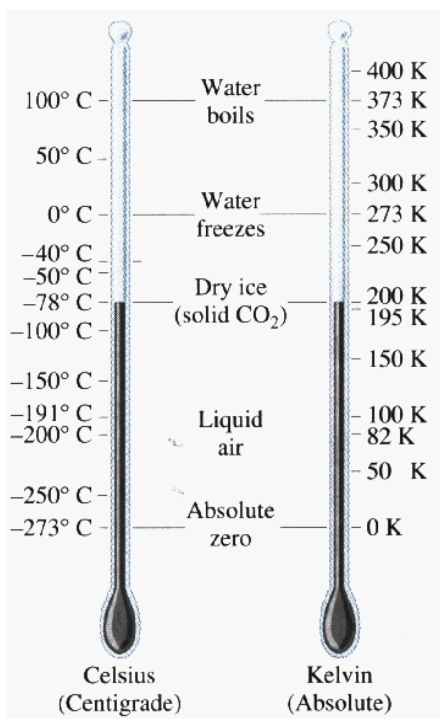 100° C
50° C
0° C
–40° C
–50° C
–78° C
–100° C
–150° C
–191° C
–200° C
–250° C
–273° C
Water
boils
Water
freezes
Dry ice
(solid CO₂)
Liquid
air
Absolute
zero
400 K
373 K
350 K
300 K
273 K
250 K
200 K
195 K
150 K
100 K
82 K
50 K
0 K
Celsius
(Centigrade)
Kelvin
(Absolute)